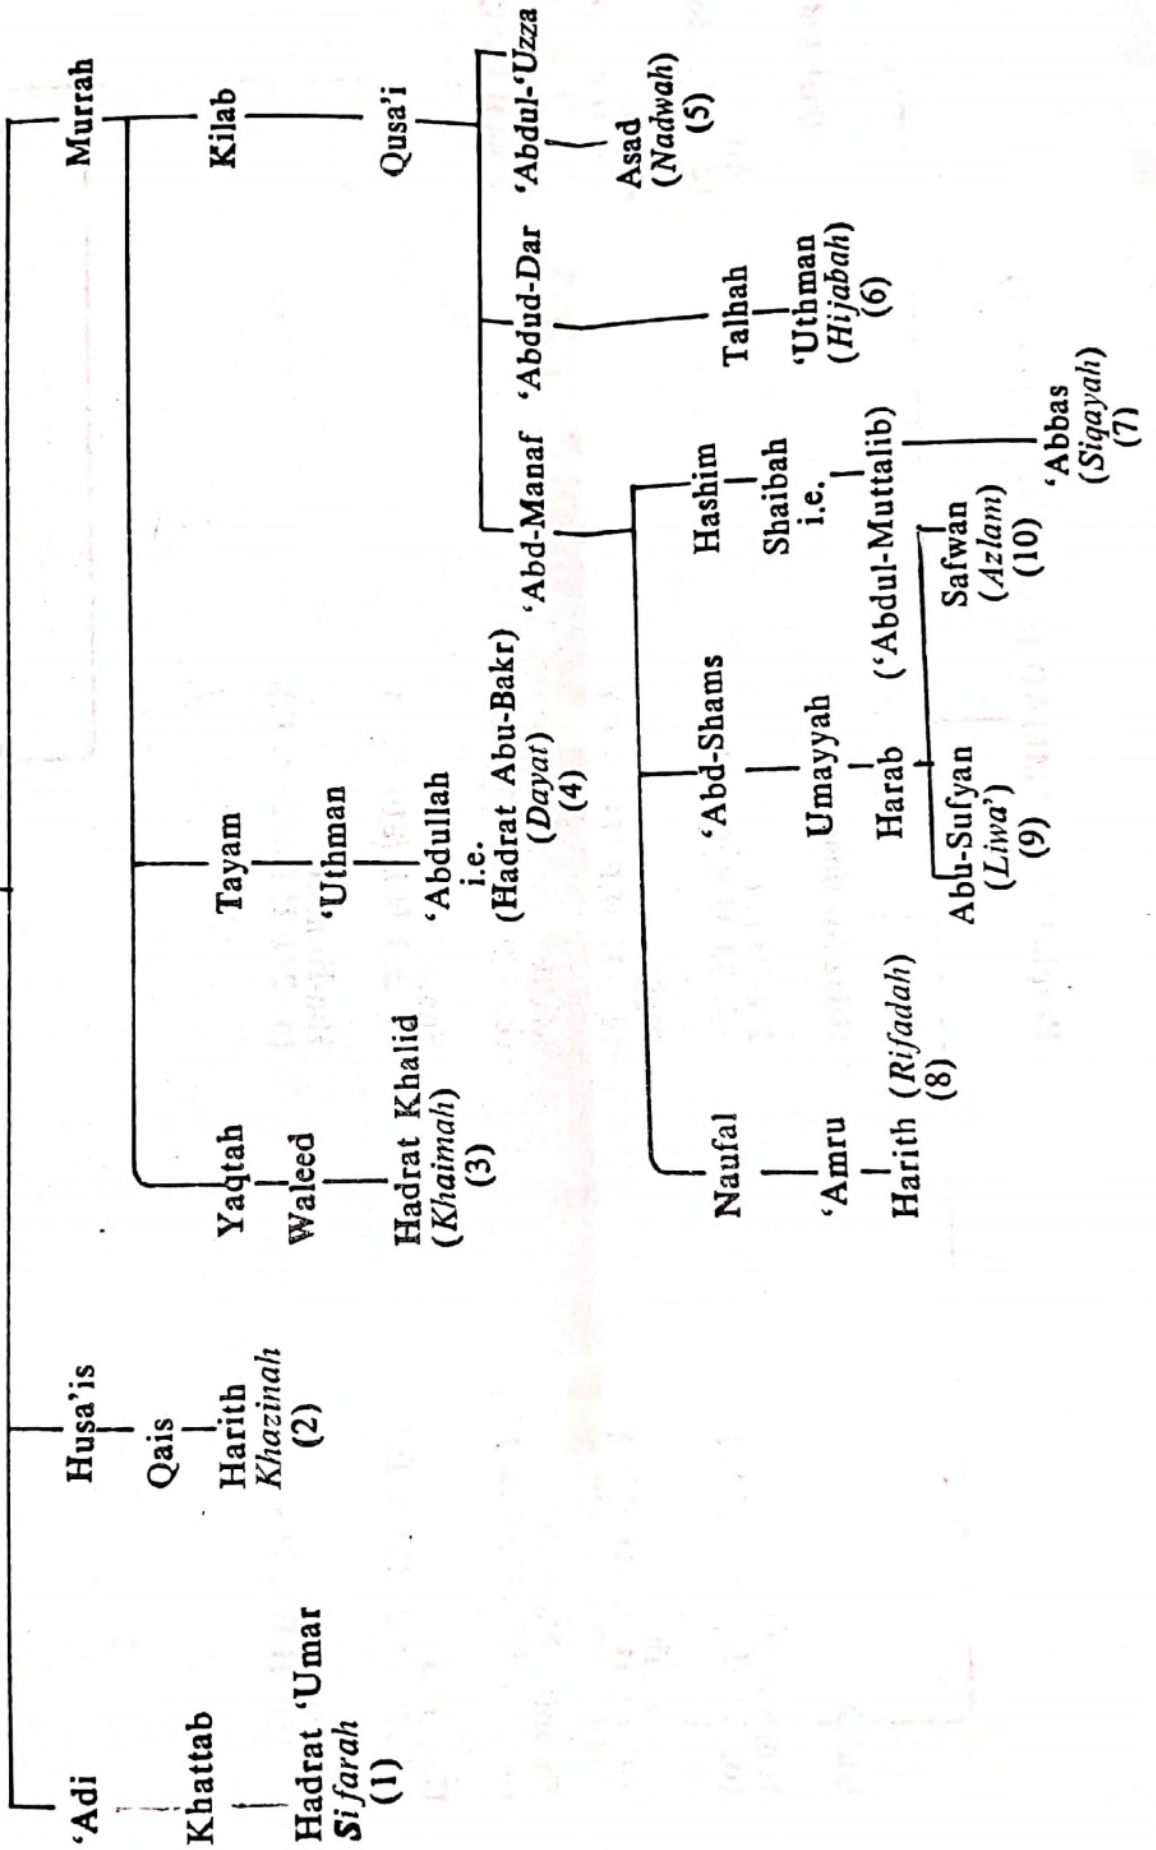 ‘Adi
Khattab
Hadrat ‘Umar
Sifarah
(1)
Husa’is
Qais
Harith
Khazinah
(2)
Murrah
Yaqtah
Waleed
Hadrat Khalid
(Khaimah)
(3)
Tayam
‘Uthman
‘Abdullah
i.e.
(Hadrat Abu-Bakr)
(Dayat)
(4)
Kilab
Qusa’i
‘Abd-Manaf
‘Abdud-Dar
‘Abdul-‘Uzza
Asad
(Nadwah)
(5)
Talhah
‘Uthman
(Hijabah)
(6)
Naufal
‘Amru
Harith (Rifadah)
(8)
‘Abd-Shams
Umayyah
Harab
Abu-Sufyan
(Liwa’)
(9)
Safwan
(Azlam)
(10)
Hashim
Shaibah
i.e.
(‘Abdul-Muttalib)
‘Abbas
(Siqayah)
(7)